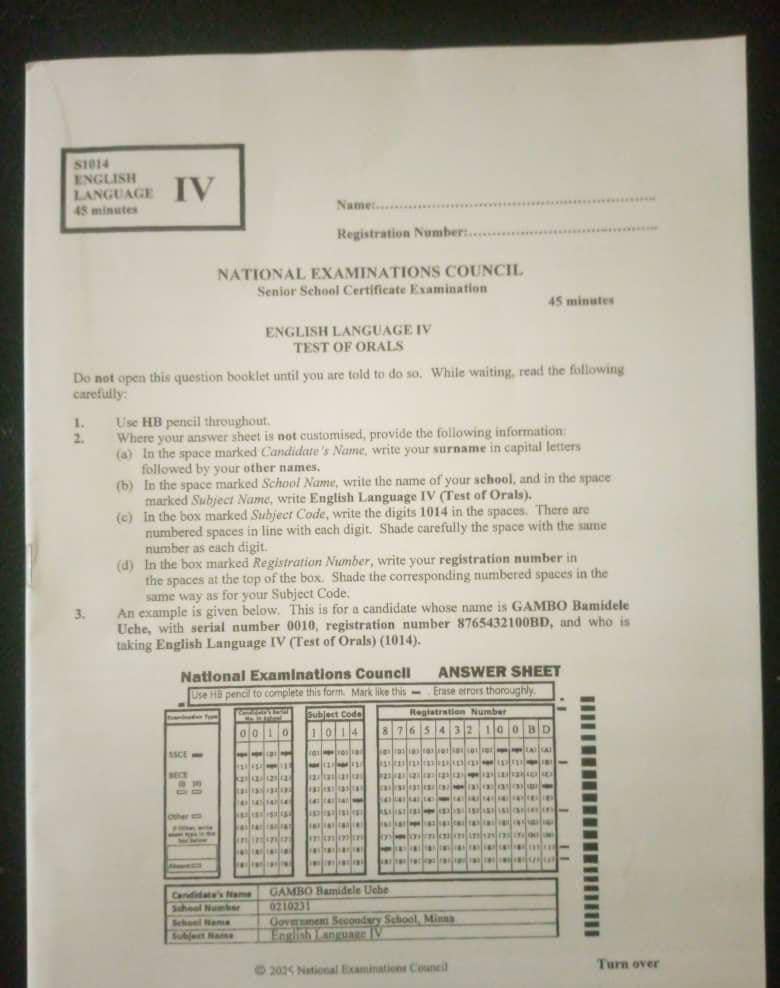 S1014
ENGLISH
LANGUAGE IV
45 minutes
Name:
Registration Number:
NATIONAL EXAMINATIONS COUNCIL
Senior School Certificate Examination
45 minutes
ENGLISH LANGUAGE IV
TEST OF ORALS
Do not open this question booklet until you are told to do so. While waiting, read the following
carefully:
1. Use HB pencil throughout.
2. Where your answer sheet is not customised, provide the following information:
(a) In the space marked Candidate's Name, write your surname in capital letters
followed by your other names.
(b) In the space marked School Name, write the name of your school, and in the space
marked Subject Name, write English Language IV (Test of Orals).
(c) In the box marked Subject Code, write the digits 1014 in the spaces. There are
numbered spaces in line with each digit. Shade carefully the space with the same
number as each digit.
(d) In the box marked Registration Number, write your registration number in
the spaces at the top of the box. Shade the corresponding numbered spaces in the
same way as for your Subject Code.
3. An example is given below. This is for a candidate whose name is GAMBO Bamidele
Uche, with serial number 0010, registration number 8765432100BD, and who is
taking English Language IV (Test of Orals) (1014).
National Examinations Council ANSWER SHEET
Use HB pencil to complete this form. Mark like this . Erase errors thoroughly.
Examination Type
Candidate's Serial
No. in School
Subject Code
Registration Number
0 0 1 0 1 0 1 4 8 7 6 5 4 3 2 1 0 0 B D
SSCE
BECE
Other
Candidate's Name GAMBO Bamidele Uche
School Number 0210231
School Name Government Secondary School, Minna
Subject Name English Language IV
© 2025 National Examinations Council
Turn over